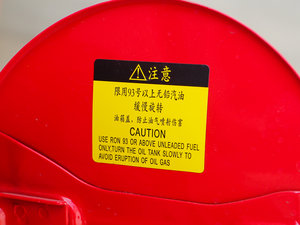 注意
限用93号以上无铅汽油
缓慢旋转
油箱盖,防止油气喷射伤害
CAUTION
USE RON 93 OR ABOVE UNLEADED FUEL
ONLY,TURN THE OIL TANK SLOWLY TO
AVOID ERUPTION OF OIL GAS